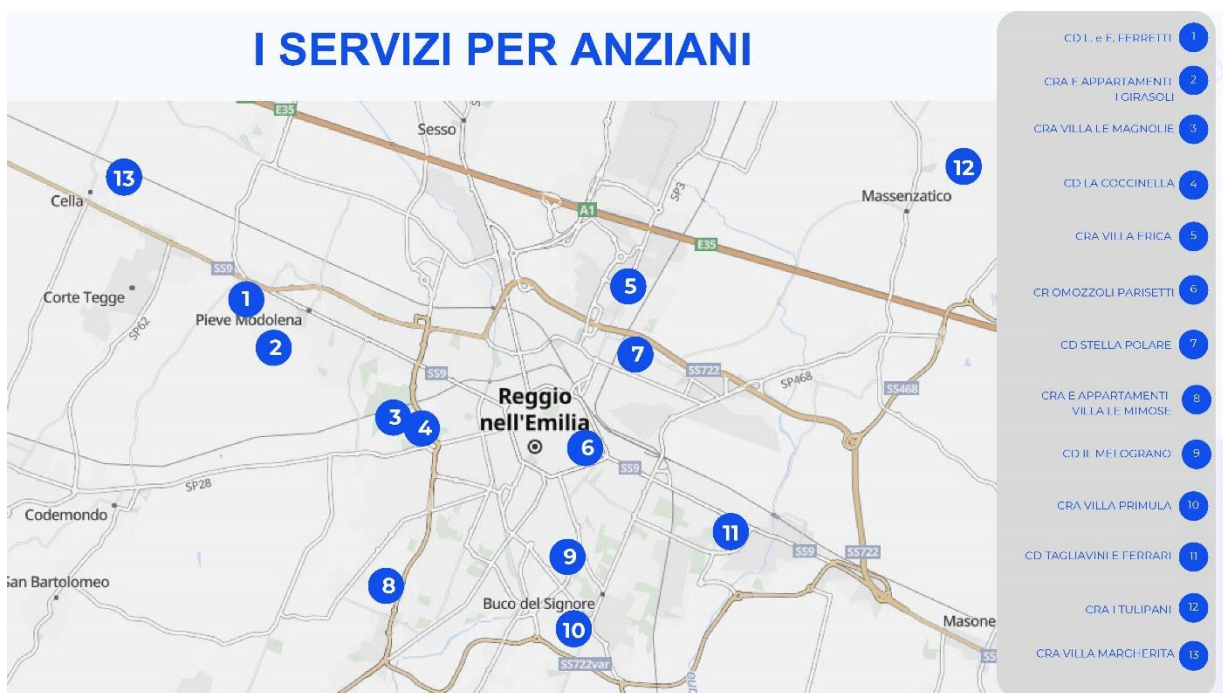 I SERVIZI PER ANZIANI
CD L. e F. FERRETTI 1
CRA E APPARTAMENTI 2
I GIRASOLI
CRA VILLA LE MAGNOLIE 3
CD LA COCCINELLA 4
CRA VILLA ERICA 5
CR OMOZZOLI PARISETTI 6
CD STELLA POLARE 7
CRA E APPARTAMENTI 8
VILLA LE MIMOSE
CD IL MELOGRANO 9
CRA VILLA PRIMULA 10
CD TAGLIAVINI E FERRARI 11
CRA I TULIPANI 12
CRA VILLA MARGHERITA 13
E35
Sesso
13
12
Cella
SP3
Massenzatico
A1
E35
SS9
5
Corte Tegge
1
Pieve Modolena
SP62
2
7
SS9
SS722
SP468
SS468
Reggio
nell'Emilia
3
4
6
SS9
SP28
Codemondo
11
SS9
SS722
9
San Bartolomeo
8
Buco del Signore
10
Masone
SS722var